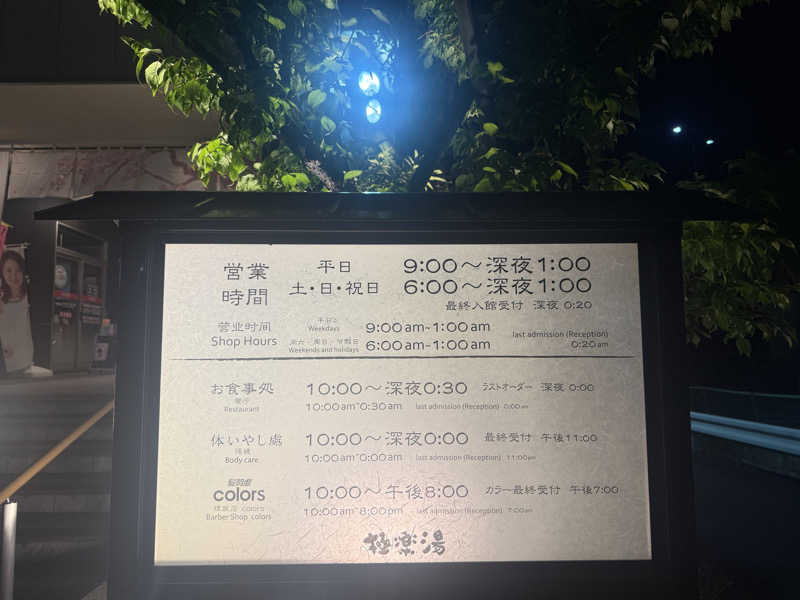 営業時間
平日 9:00～深夜1:00
土・日・祝日 6:00～深夜1:00
最終入館受付 深夜 0:20
营业时间
Shop Hours
Weekdays 9:00am~1:00am
Weekends and holidays 6:00am~1:00am
last admission (Reception) 0:20am
お食事処 10:00～深夜0:30 ラストオーダー 深夜 0:00
餐厅
Restaurant 10:00am~0:30am last admission (Reception) 0:00am
体いやし處 10:00～深夜0:00 最終受付 午後11:00
Body care 10:00am~0:00am last admission (Reception) 11:00
colors 10:00～午後8:00 カラー最終受付 午後7:00
Barber Shop colors 10:00am~8:00pm last admission (Reception) 7:00
極楽湯